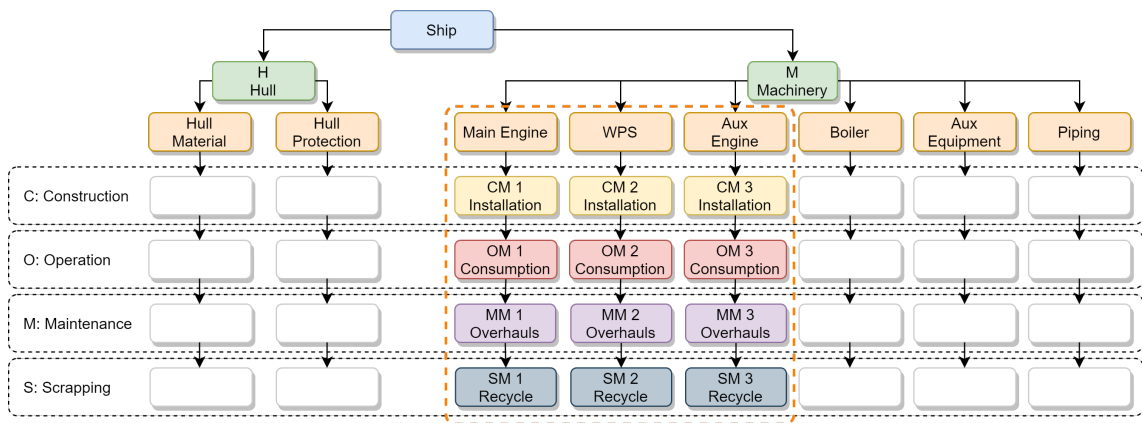 Ship
H
Hull
M
Machinery
Hull
Material
Hull
Protection
Main Engine
WPS
Aux
Engine
Boiler
Aux
Equipment
Piping
C: Construction
CM 1
Installation
CM 2
Installation
CM 3
Installation
O: Operation
OM 1
Consumption
OM 2
Consumption
OM 3
Consumption
M: Maintenance
MM 1
Overhauls
MM 2
Overhauls
MM 3
Overhauls
S: Scrapping
SM 1
Recycle
SM 2
Recycle
SM 3
Recycle